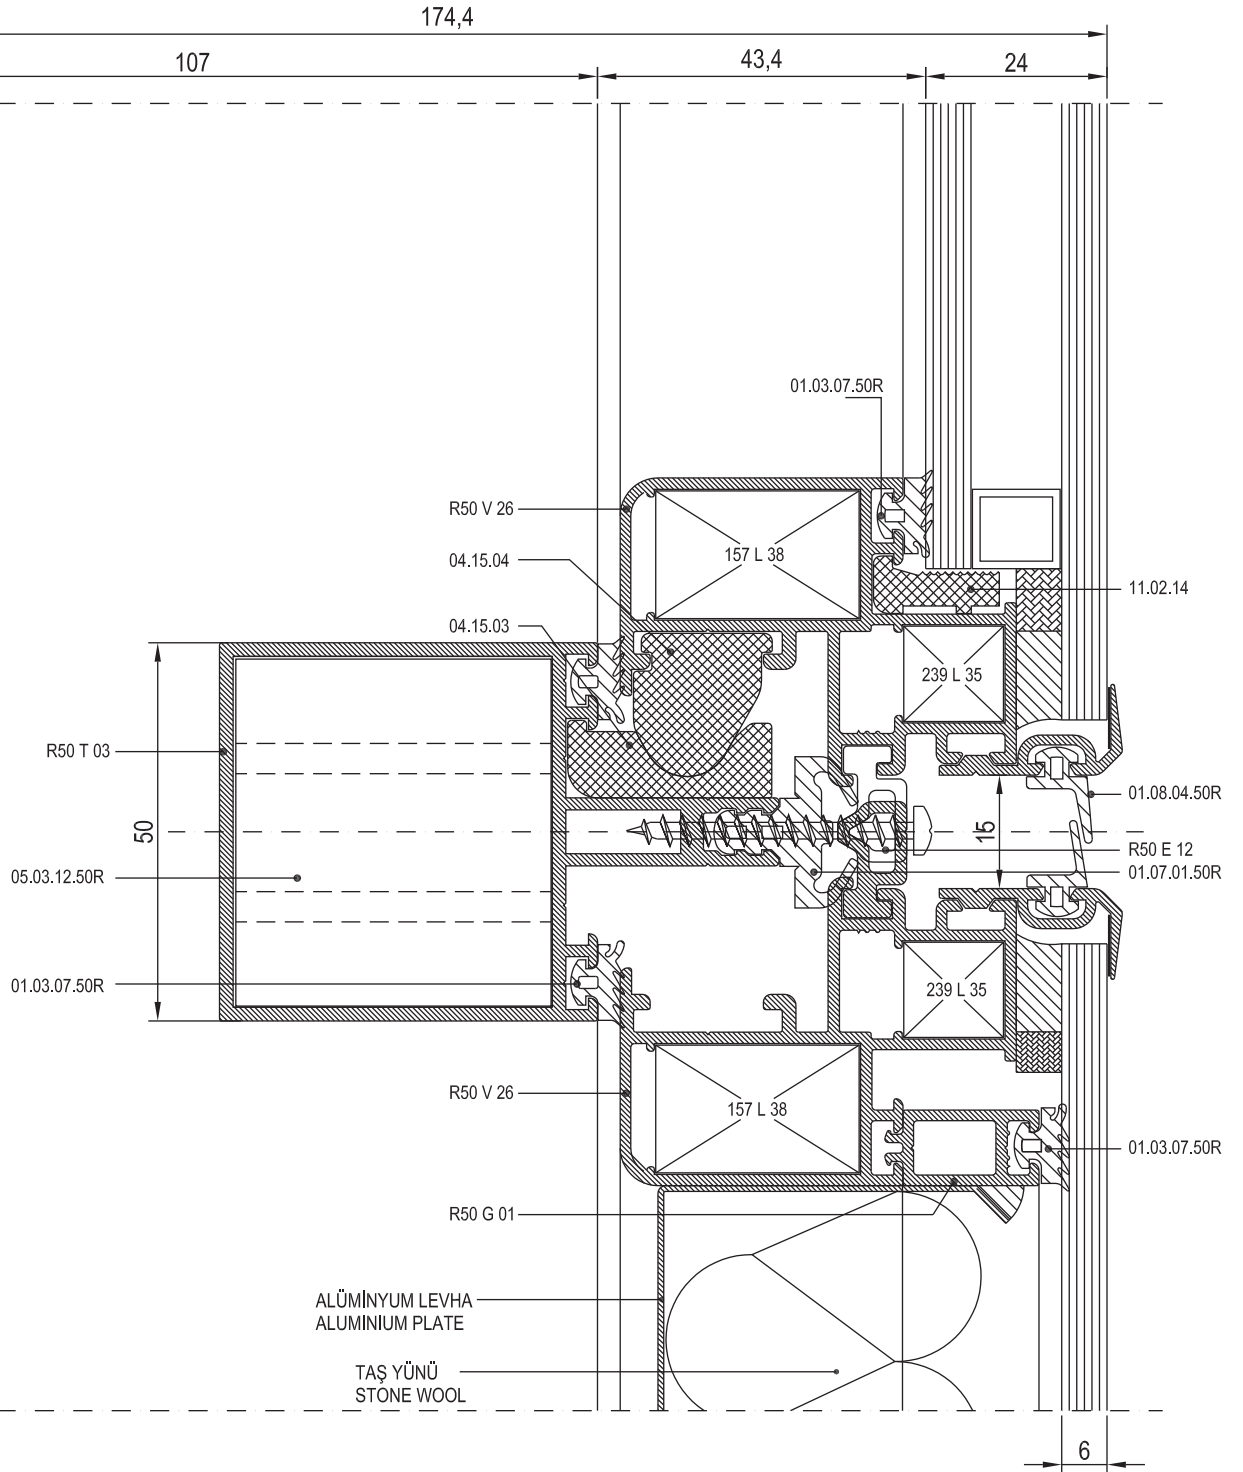 174,4
107
43,4
24
01.03.07.50R
R50 V 26
157 L 38
04.15.04
11.02.14
04.15.03
239 L 35
R50 T 03
01.08.04.50R
50
15
R50 E 12
01.07.01.50R
05.03.12.50R
01.03.07.50R
239 L 35
R50 V 26
157 L 38
01.03.07.50R
R50 G 01
ALÜMİNYUM LEVHA
ALUMINIUM PLATE
TAŞ YÜNÜ
STONE WOOL
6